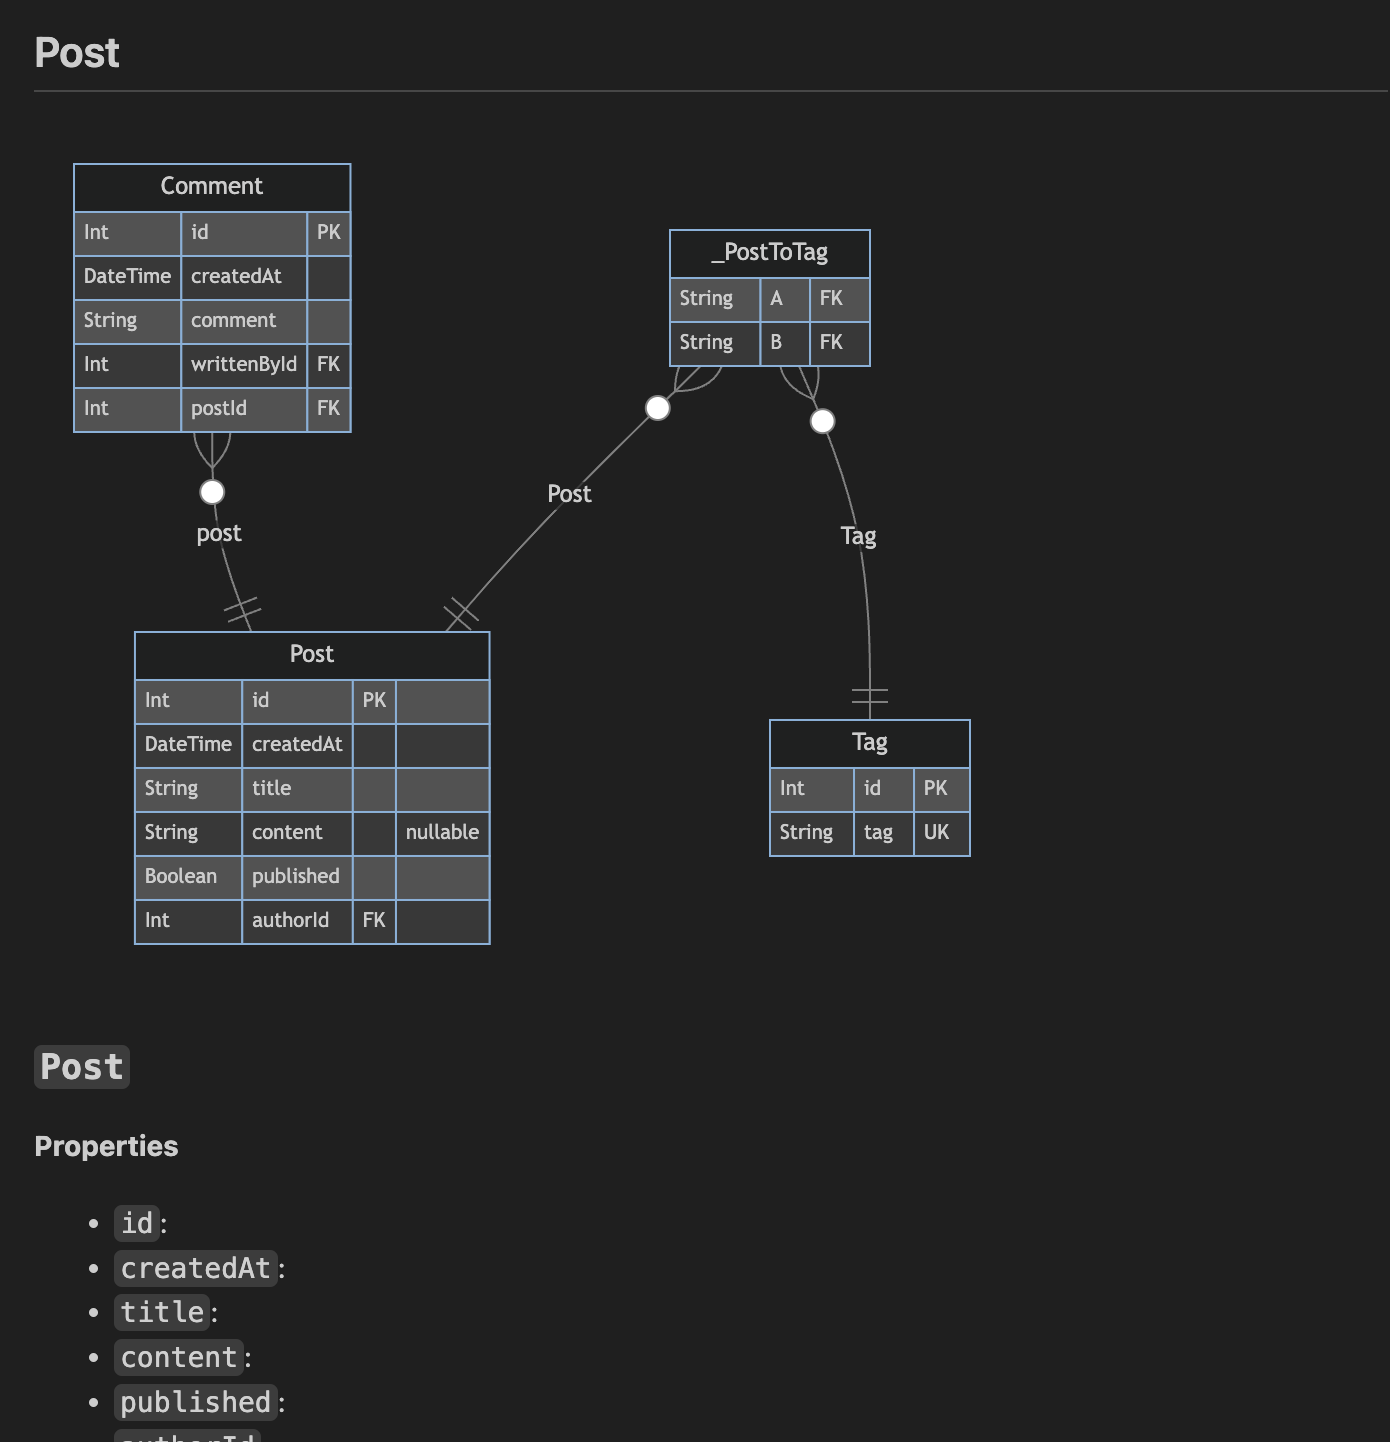 Post
Comment
Int id PK
DateTime createdAt
String comment
Int writtenById FK
Int postId FK
_PostToTag
String A FK
String B FK
Post
post
Tag
Post
Int id PK
DateTime createdAt
String title
String content nullable
Boolean published
Int authorId FK
Tag
Int id PK
String tag UK
Post
Properties
• id:
• createdAt:
• title:
• content:
• published:
authorId